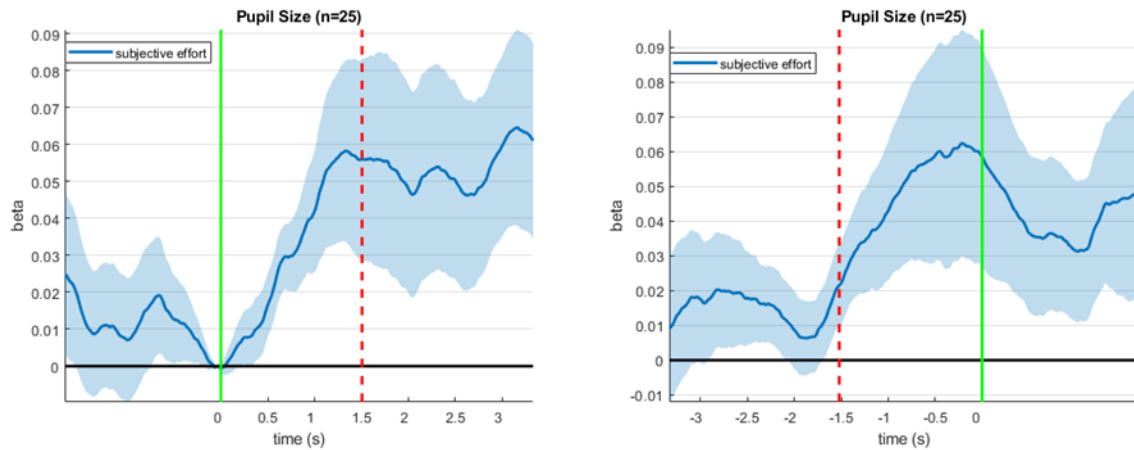 Pupil Size (n=25)
0.09
0.08
0.07
0.06
0.05
0.04
0.03
0.02
0.01
0
subjective effort
beta
0 0.5 1 1.5 2 2.5 3
time (s)
Pupil Size (n=25)
0.09
0.08
0.07
0.06
0.05
0.04
0.03
0.02
0.01
0
-0.01
subjective effort
beta
-3 -2.5 -2 -1.5 -1 -0.5 0
time (s)